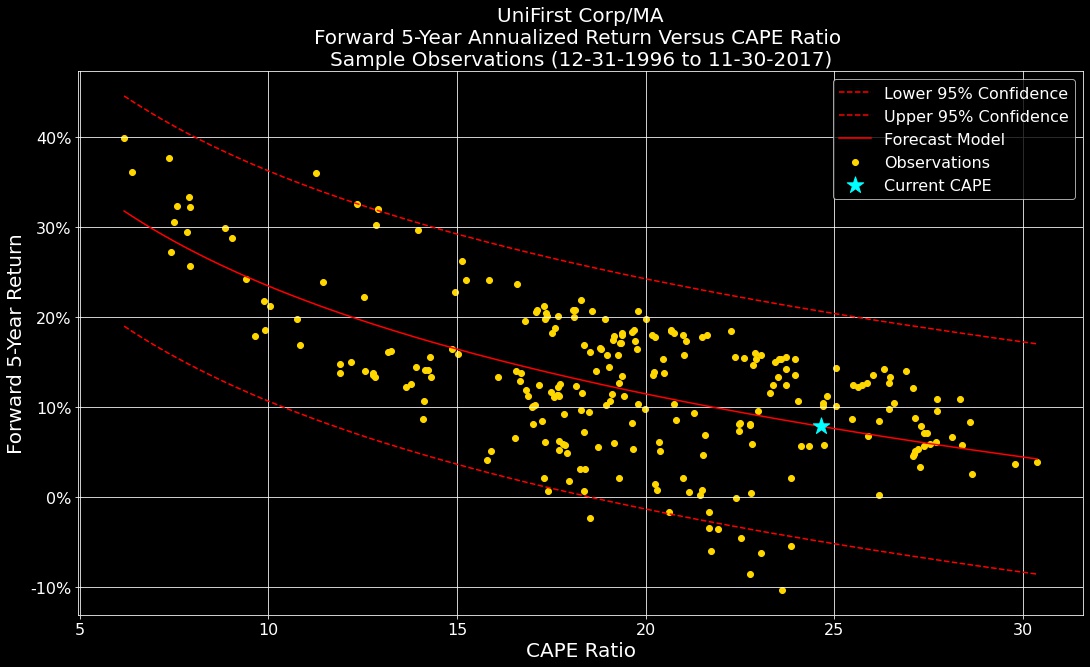 UniFirst Corp/MA
Forward 5-Year Annualized Return Versus CAPE Ratio
Sample Observations (12-31-1996 to 11-30-2017)
Lower 95% Confidence
Upper 95% Confidence
Forecast Model
Observations
Current CAPE
Forward 5-Year Return
40%
30%
20%
10%
0%
-10%
5 10 15 20 25 30
CAPE Ratio